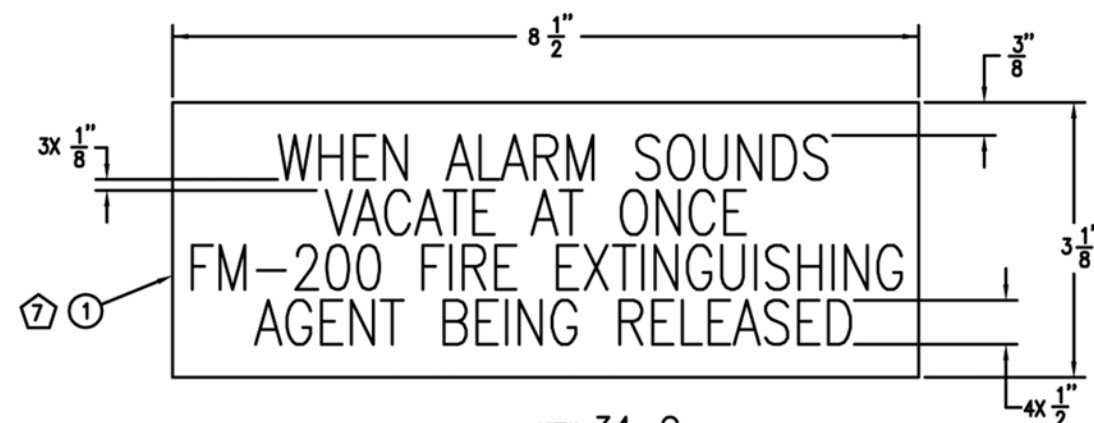 8 1/2"
3/8"
3X 1/8"
WHEN ALARM SOUNDS
VACATE AT ONCE
3 1/8"
FM-200 FIRE EXTINGUISHING
7 1
AGENT BEING RELEASED
4X 1/2"